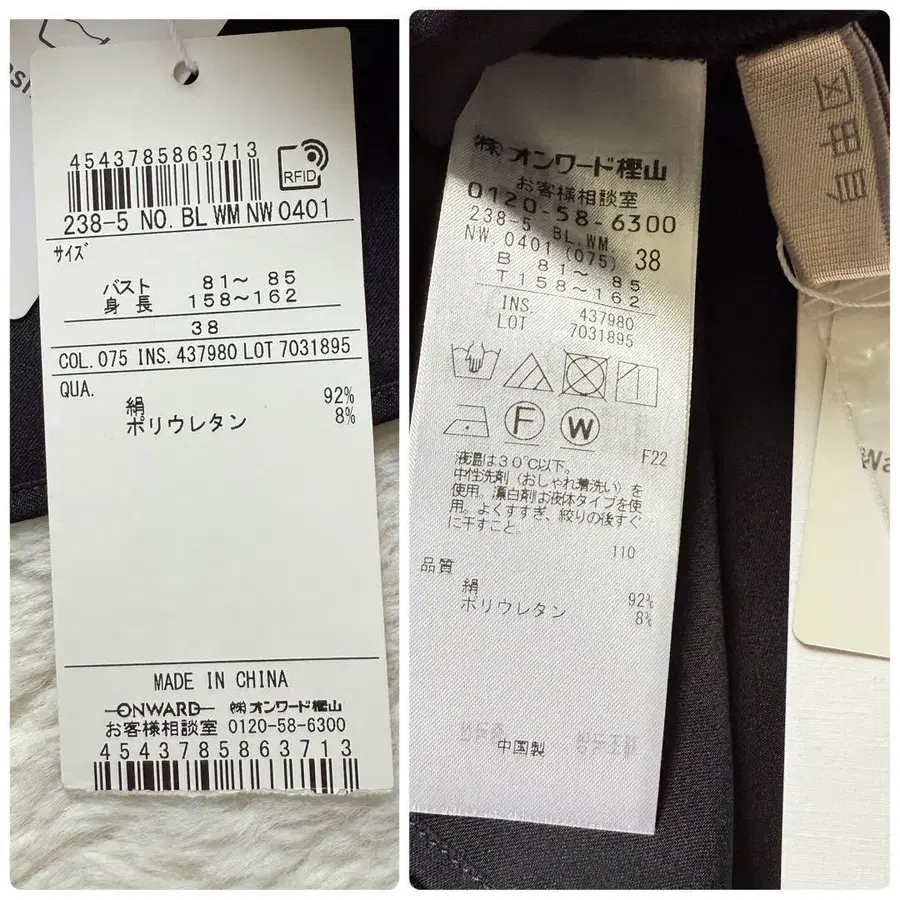 4543785863713
RFID
238-5 NO. BL WM NW 0401
サイズ
バスト 81〜 85
身長 158〜162
38
COL. 075 INS. 437980 LOT 7031895
QUA.
絹 92%
ポリウレタン 8%
MADE IN CHINA
ONWARD ㈱オンワード樫山
お客様相談室 0120-58-6300
4543785863713
㈱オンワード樫山
お客様相談室
0120-58-6300
238-5 BL.WM
NW. 0401 (075) 38
B 81〜 85
T 158〜162
INS. 437980
LOT 7031895
F W
F22
液温は30℃以下。
中性洗剤（おしゃれ着洗い）を
使用。漂白剤は液体タイプを使
用。よくすすぎ、絞りの後すぐ
に干すこと。
110
品質
絹 92%
ポリウレタン 8%
中国製
Wa